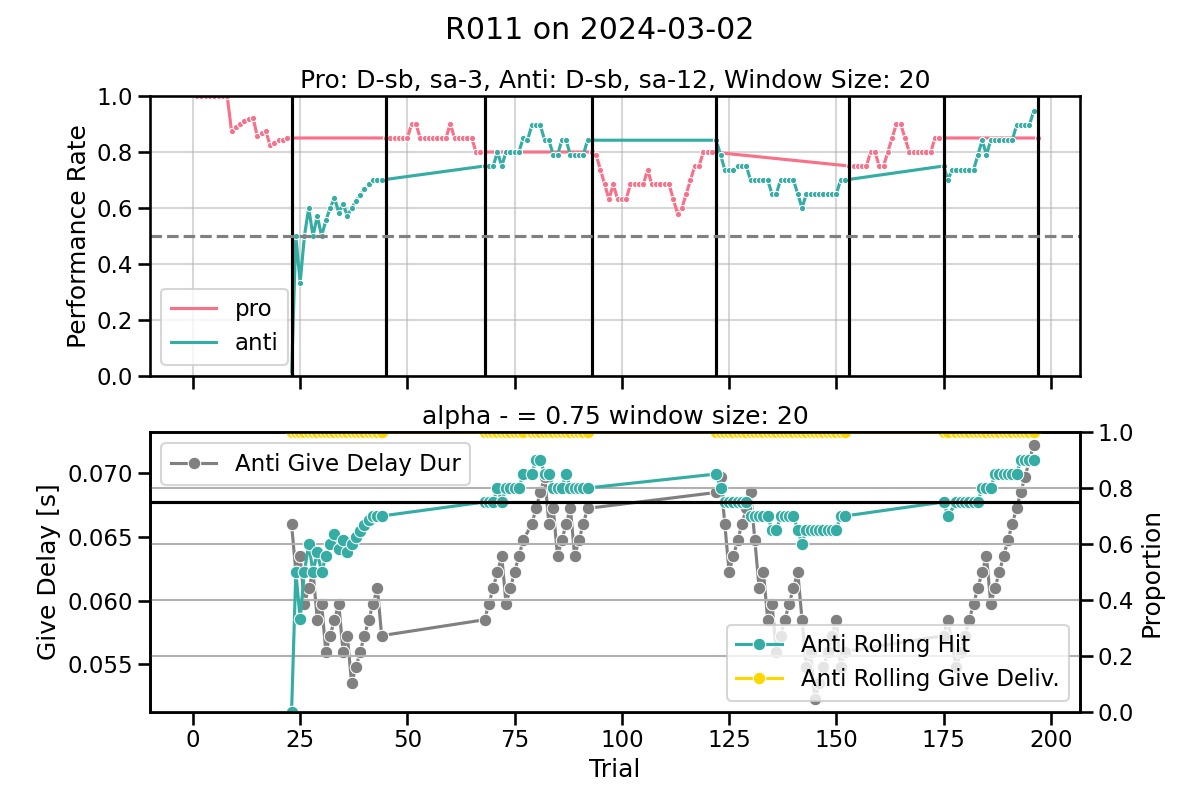 R011 on 2024-03-02
Pro: D-sb, sa-3, Anti: D-sb, sa-12, Window Size: 20
Performance Rate
1.0
0.8
0.6
0.4
0.2
0.0
pro
anti
alpha - = 0.75 window size: 20
Give Delay [s]
0.070
0.065
0.060
0.055
Anti Give Delay Dur
1.0
0.8
0.6
0.4
0.2
0.0
Proportion
Anti Rolling Hit
Anti Rolling Give Deliv.
0 25 50 75 100 125 150 175 200
Trial